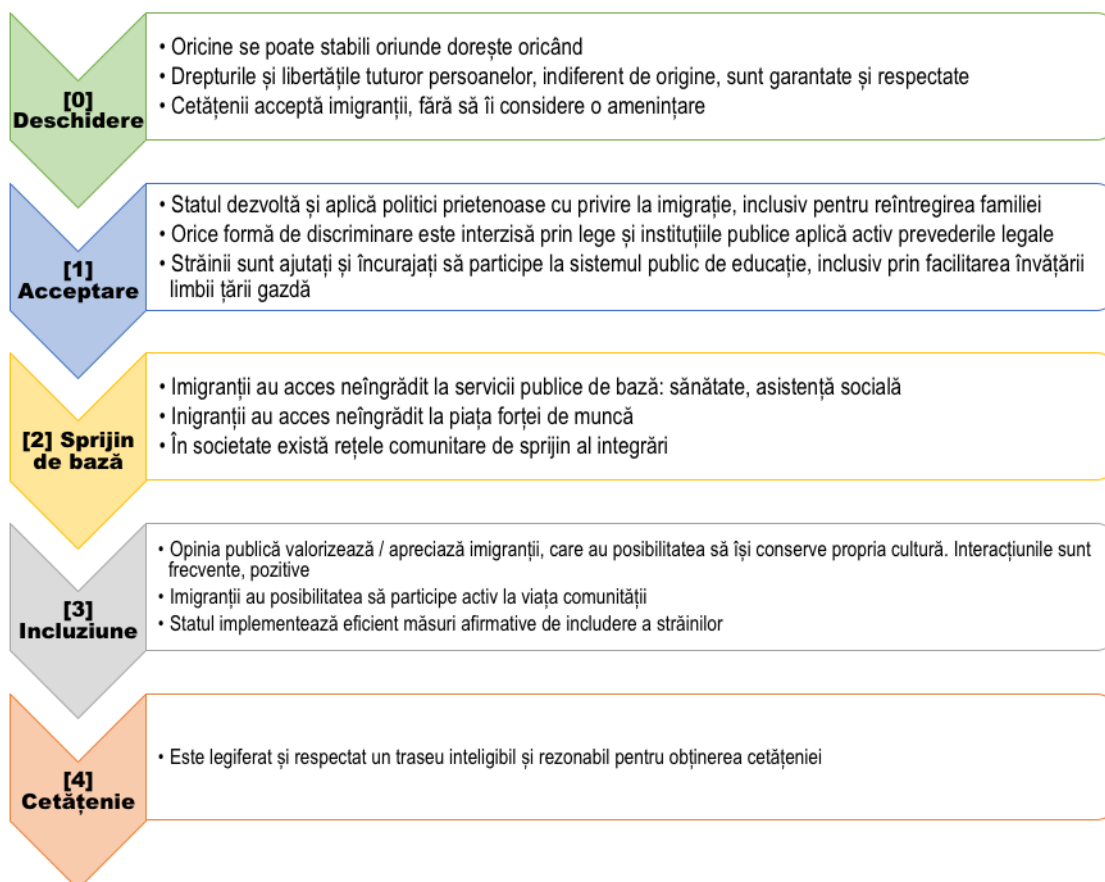 [0]
Deschidere
• Oricine se poate stabili oriunde dorește oricând
• Drepturile și libertățile tuturor persoanelor, indiferent de origine, sunt garantate și respectate
• Cetățenii acceptă imigranții, fără să îi considere o amenințare
[1]
Acceptare
• Statul dezvoltă și aplică politici prietenoase cu privire la imigrație, inclusiv pentru reîntregirea familiei
• Orice formă de discriminare este interzisă prin lege și instituțiile publice aplică activ prevederile legale
• Străinii sunt ajutați și încurajați să participe la sistemul public de educație, inclusiv prin facilitarea învățării
limbii țării gazdă
[2] Sprijin
de bază
• Imigranții au acces neîngrădit la servicii publice de bază: sănătate, asistență socială
• Inigranții au acces neîngrădit la piața forței de muncă
• În societate există rețele comunitare de sprijin al integrări
[3]
Incluziune
• Opinia publică valorizează / apreciază imigranții, care au posibilitatea să își conserve propria cultură. Interacțiunile sunt
frecvente, pozitive
• Imigranții au posibilitatea să participe activ la viața comunității
• Statul implementează eficient măsuri afirmative de includere a străinilor
[4]
Cetățenie
• Este legiferat și respectat un traseu inteligibil și rezonabil pentru obținerea cetățeniei